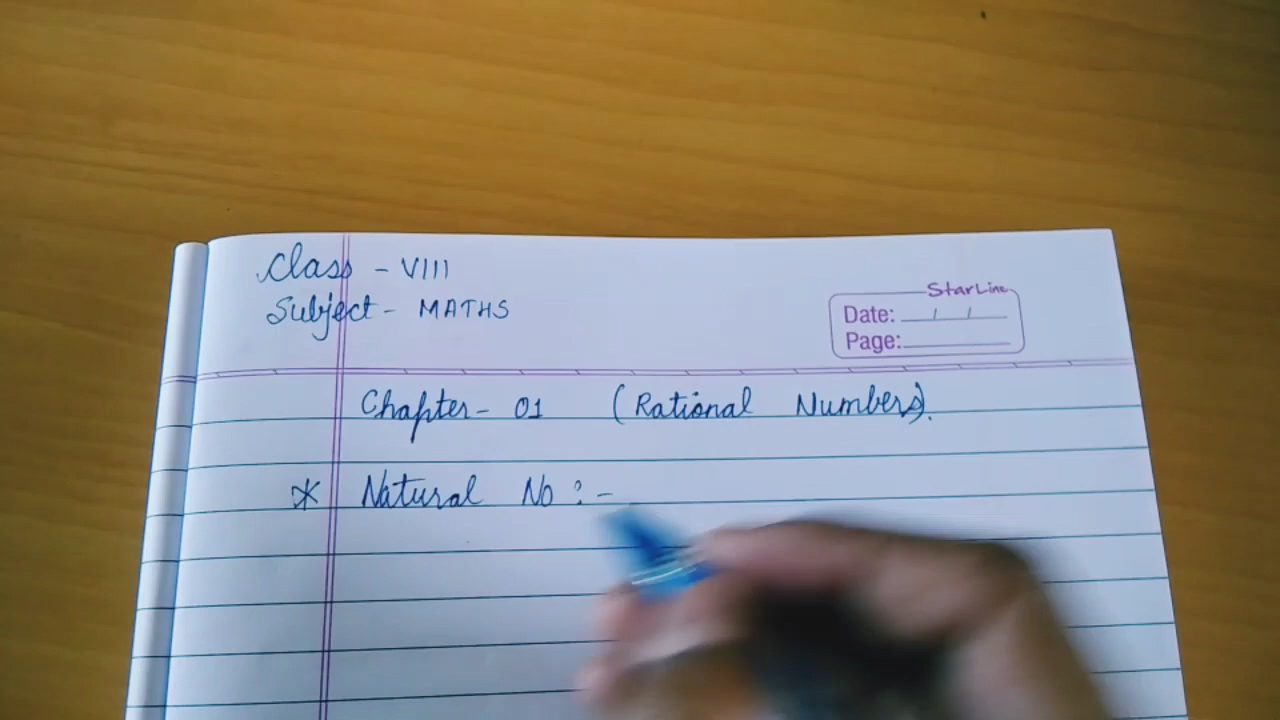 Class - VIII
Subject - MATHS
StarLine
Date: / /
Page:
Chapter - 01 (Rational Numbers).
* Natural No :-